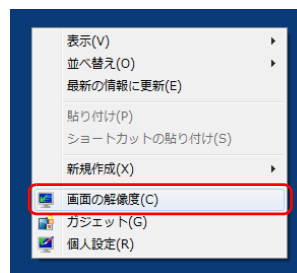 表示(V)
並べ替え(O)
最新の情報に更新(E)
貼り付け(P)
ショートカットの貼り付け(S)
新規作成(X)
画面の解像度(C)
ガジェット(G)
個人設定(R)